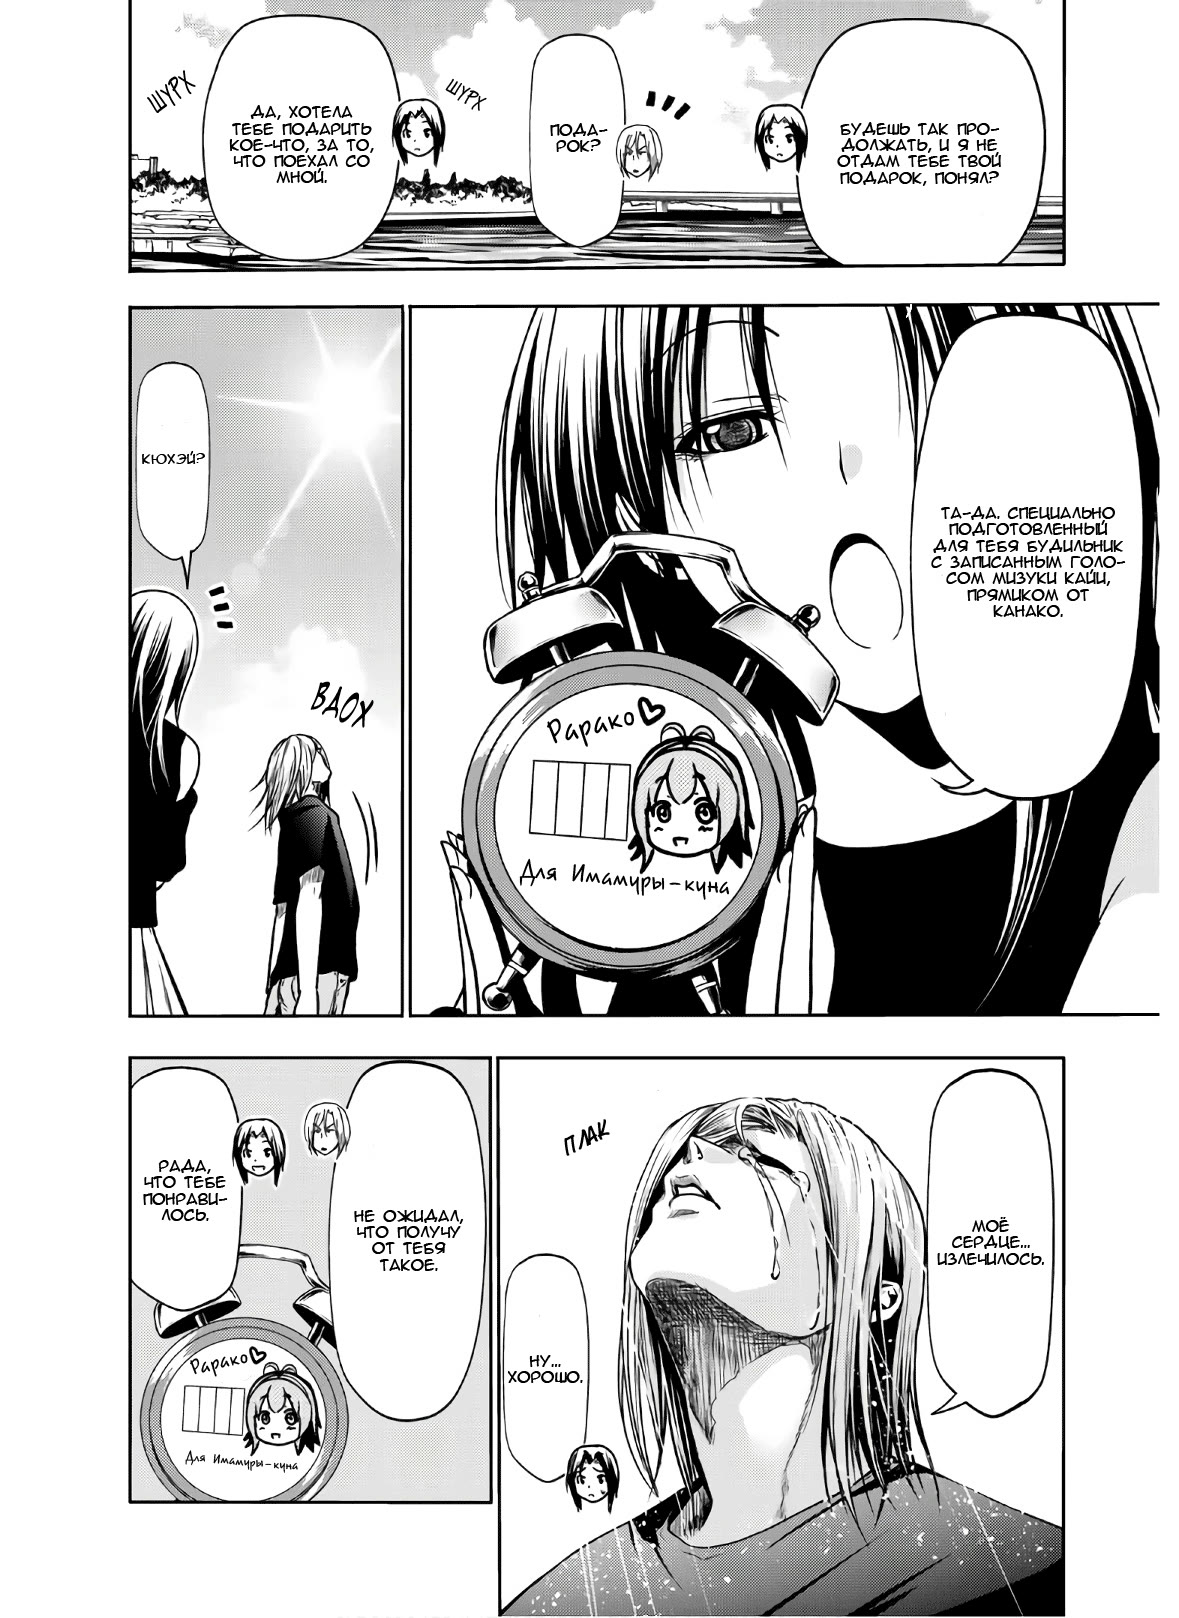 БУДЕШЬ ТАК ПРО-
ДОЛЖАТЬ, И Я НЕ
ОТДАМ ТЕБЕ ТВОЙ
ПОДАРОК, ПОНЯЛ?
ПОДА-
РОК?
ШУРХ
ДА, ХОТЕЛА
ТЕБЕ ПОДАРИТЬ
КОЕ-ЧТО, ЗА ТО,
ЧТО ПОЕХАЛ СО
МНОЙ.
ШУРХ
ТА-ДА. СПЕЦИАЛЬНО
ПОДГОТОВЛЕННЫЙ
ДЛЯ ТЕБЯ БУДИЛЬНИК
С ЗАПИСАННЫМ ГОЛО-
СОМ МИЗУКИ КАЙИ,
ПРЯМИКОМ ОТ
КАНАКО.
Рарако
Для Имамуры-куна
КЮХЭЙ?
ВДОХ
МОЁ
СЕРДЦЕ...
ИЗЛЕЧИЛОСЬ.
ПЛАК
НУ...
ХОРОШО.
НЕ ОЖИДАЛ,
ЧТО ПОЛУЧУ
ОТ ТЕБЯ
ТАКОЕ.
РАДА,
ЧТО ТЕБЕ
ПОНРАВИ-
ЛОСЬ.
Рарако
Для Имамуры-куна